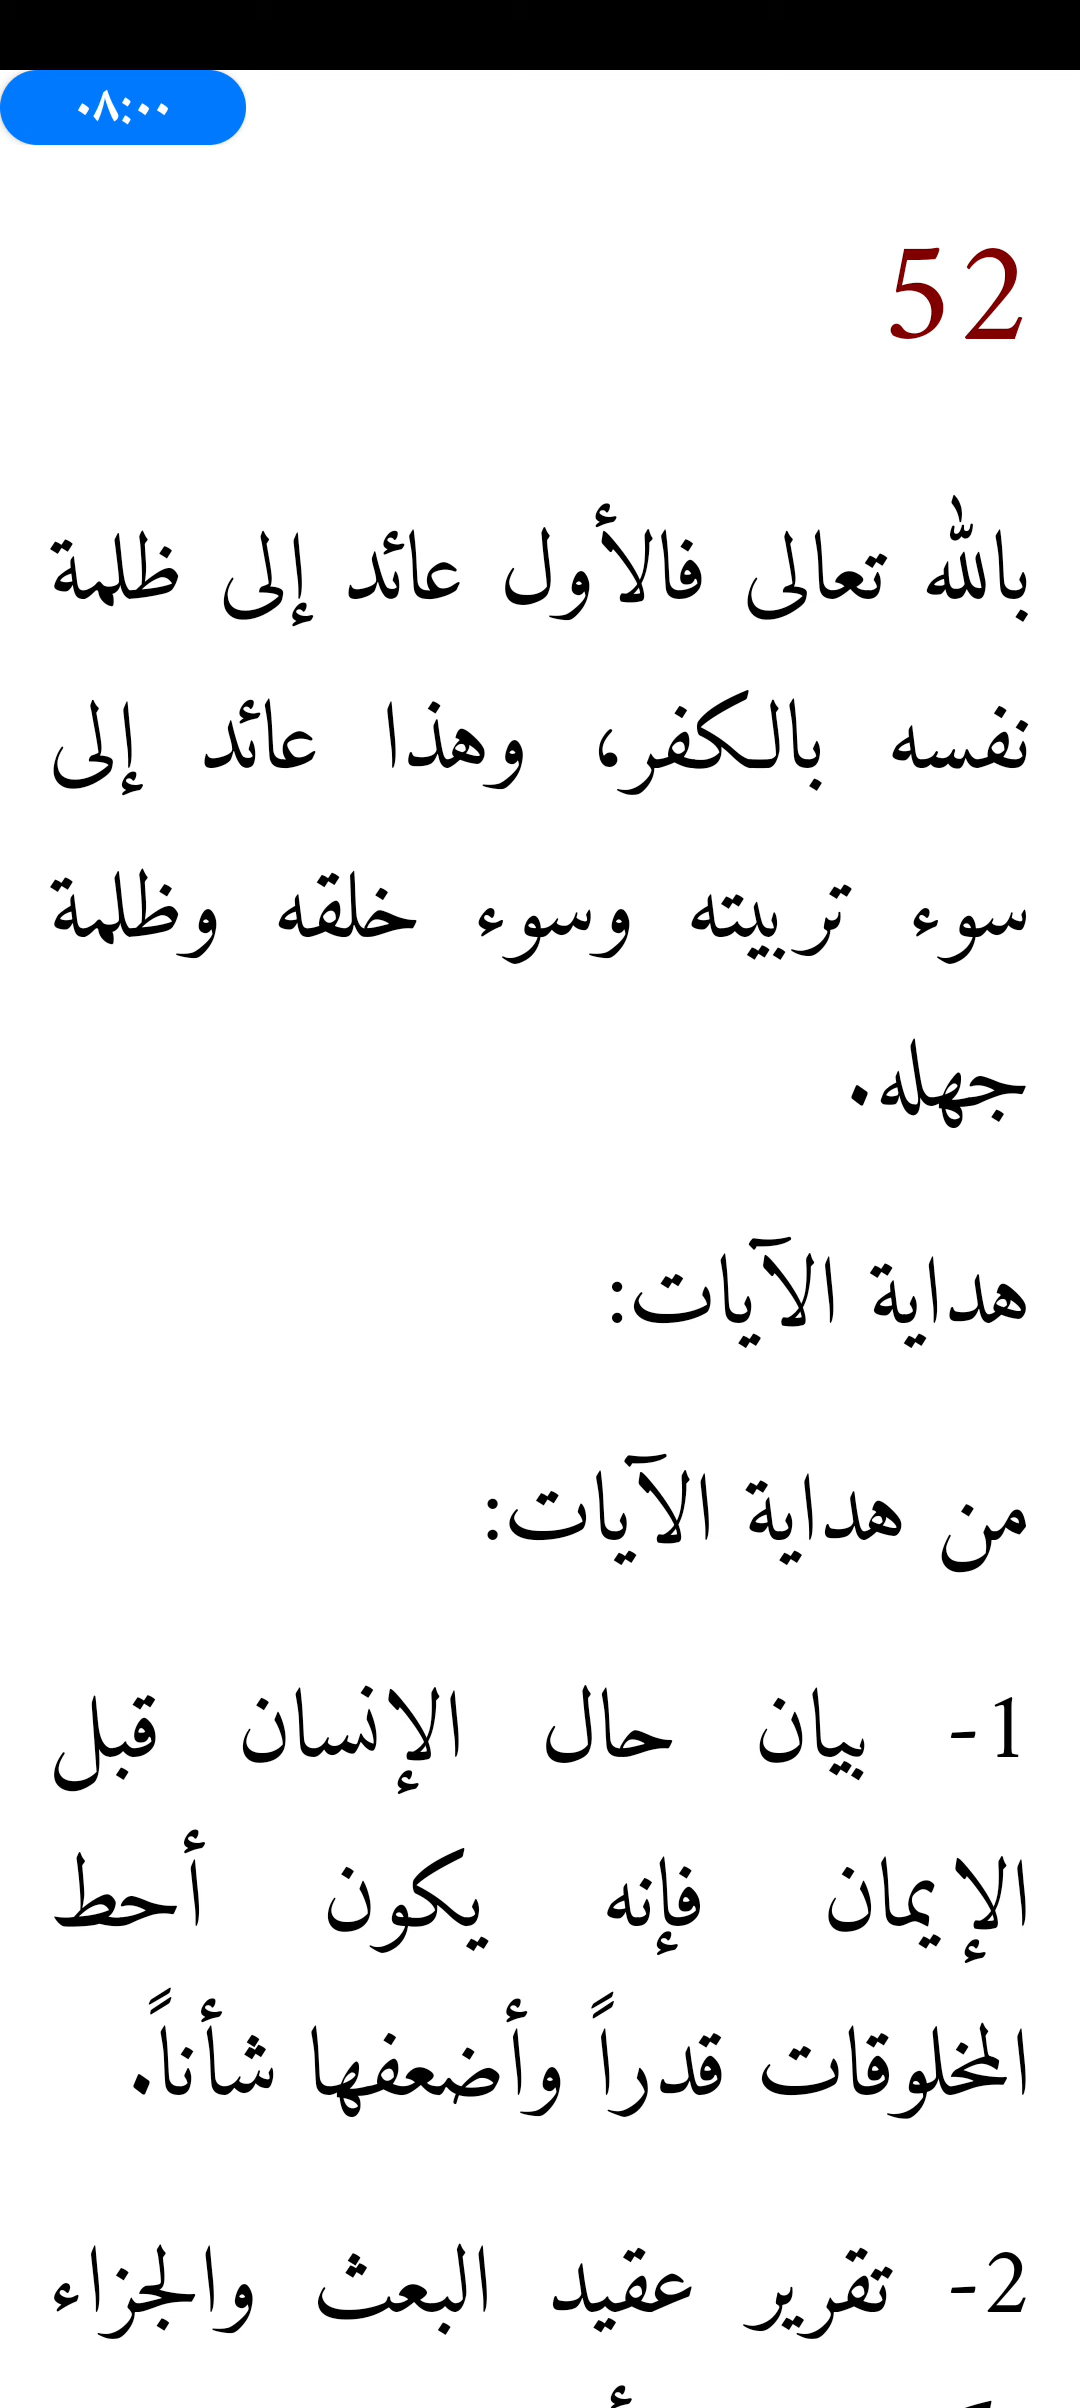 ٠٨:٠٠
52
بالله تعالى فالأول عائد إلى ظلمة
نفسه بالكفر، وهذا عائد إلى
سوء تربيته وسوء خلقه وظلمة
جهله.
هداية الآيات:
من هداية الآيات:
1- بيان حال الإنسان قبل
الإيمان فإنه يكون أحط
المخلوقات قدراً وأضعفها شأناً.
2- تقرير عقيد البعث والجزاء